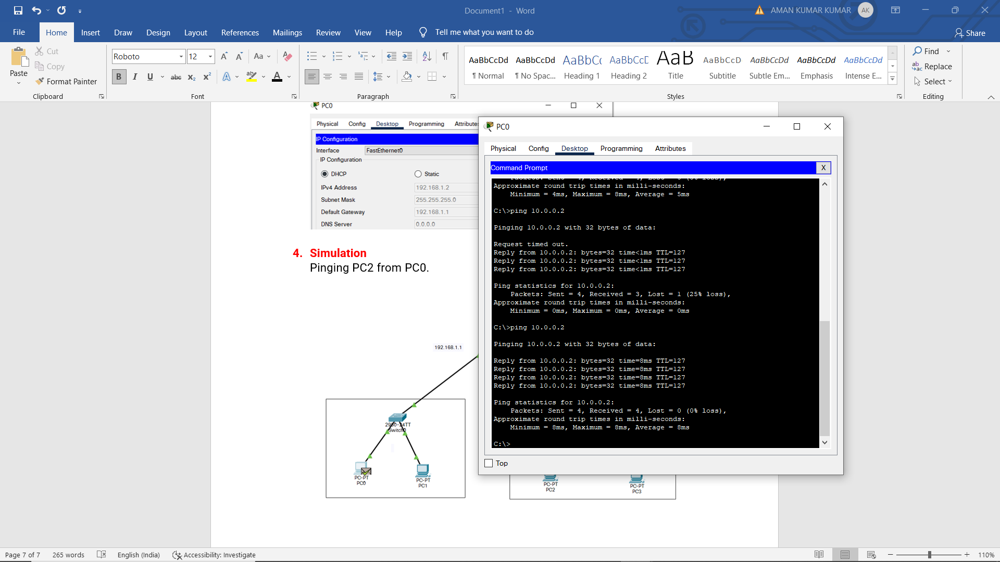 Document1 - Word
AMAN KUMAR KUMAR
AK
File
Home
Insert
Draw
Design
Layout
References
Mailings
Review
View
Help
Tell me what you want to do
Share
Paste
Cut
Copy
Format Painter
Clipboard
Roboto
12
Aa
B I U abc x₂ x²
A
ab
A
Font
Paragraph
AaBbCcDd
AaBbCcDd
AaBbCc
AaBbCcD
AaB
AaBbCcD
AaBbCcDd
AaBbCcDd
AaBbCcDd
¶ Normal
¶ No Spac...
Heading 1
Heading 2
Title
Subtitle
Subtle Em...
Emphasis
Intense E...
Styles
Find
Replace
Select
Editing
PC0
Physical Config Desktop Programming Attributes
IP Configuration
Interface FastEthernet0
IP Configuration
DHCP Static
IPv4 Address 192.168.1.2
Subnet Mask 255.255.255.0
Default Gateway 192.168.1.1
DNS Server 0.0.0.0
4. Simulation
Pinging PC2 from PC0.
192.168.1.1
2960-24TT
Switch0
PC-PT
PC0
PC-PT
PC1
PC0
Physical Config Desktop Programming Attributes
Command Prompt
X
Packets: Sent = 4, Received = 4, Lost = 0 (0% loss),
Approximate round trip times in milli-seconds:
Minimum = 4ms, Maximum = 8ms, Average = 5ms
C:\>ping 10.0.0.2
Pinging 10.0.0.2 with 32 bytes of data:
Request timed out.
Reply from 10.0.0.2: bytes=32 time<1ms TTL=127
Reply from 10.0.0.2: bytes=32 time<1ms TTL=127
Reply from 10.0.0.2: bytes=32 time<1ms TTL=127
Ping statistics for 10.0.0.2:
Packets: Sent = 4, Received = 3, Lost = 1 (25% loss),
Approximate round trip times in milli-seconds:
Minimum = 0ms, Maximum = 0ms, Average = 0ms
C:\>ping 10.0.0.2
Pinging 10.0.0.2 with 32 bytes of data:
Reply from 10.0.0.2: bytes=32 time=8ms TTL=127
Reply from 10.0.0.2: bytes=32 time=8ms TTL=127
Reply from 10.0.0.2: bytes=32 time=8ms TTL=127
Reply from 10.0.0.2: bytes=32 time=8ms TTL=127
Ping statistics for 10.0.0.2:
Packets: Sent = 4, Received = 4, Lost = 0 (0% loss),
Approximate round trip times in milli-seconds:
Minimum = 8ms, Maximum = 8ms, Average = 8ms
C:\>
Top
PC-PT
PC2
PC-PT
PC3
Page 7 of 7
265 words
English (India)
Accessibility: Investigate
110%